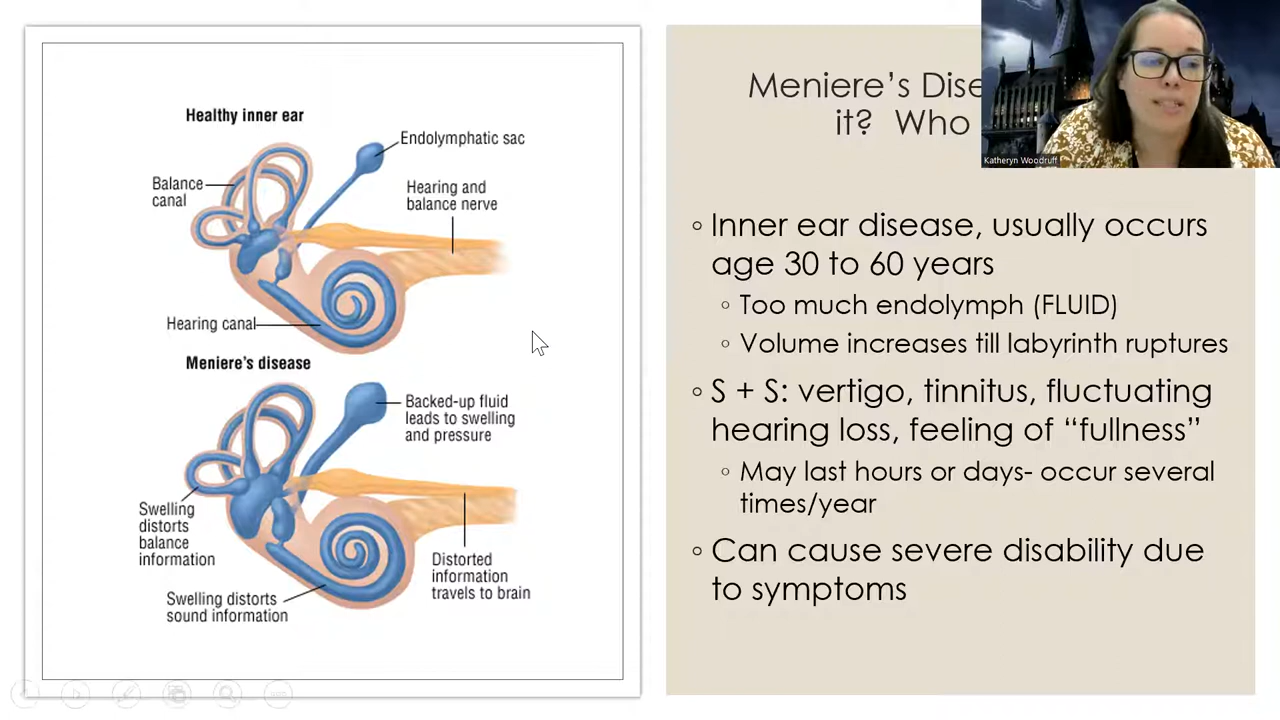 Healthy inner ear
Endolymphatic sac
Balance
canal
Hearing and
balance nerve
Hearing canal
Meniere's disease
Backed-up fluid
leads to swelling
and pressure
Swelling
distorts
balance
information
Distorted
information
travels to brain
Swelling distorts
sound information
Meniere's
it? Who
Katheryn Woodruff
◦ Inner ear disease, usually occurs
age 30 to 60 years
◦ Too much endolymph (FLUID)
◦ Volume increases till labyrinth ruptures
◦ S + S: vertigo, tinnitus, fluctuating
hearing loss, feeling of “fullness”
◦ May last hours or days- occur several
times/year
◦ Can cause severe disability due
to symptoms